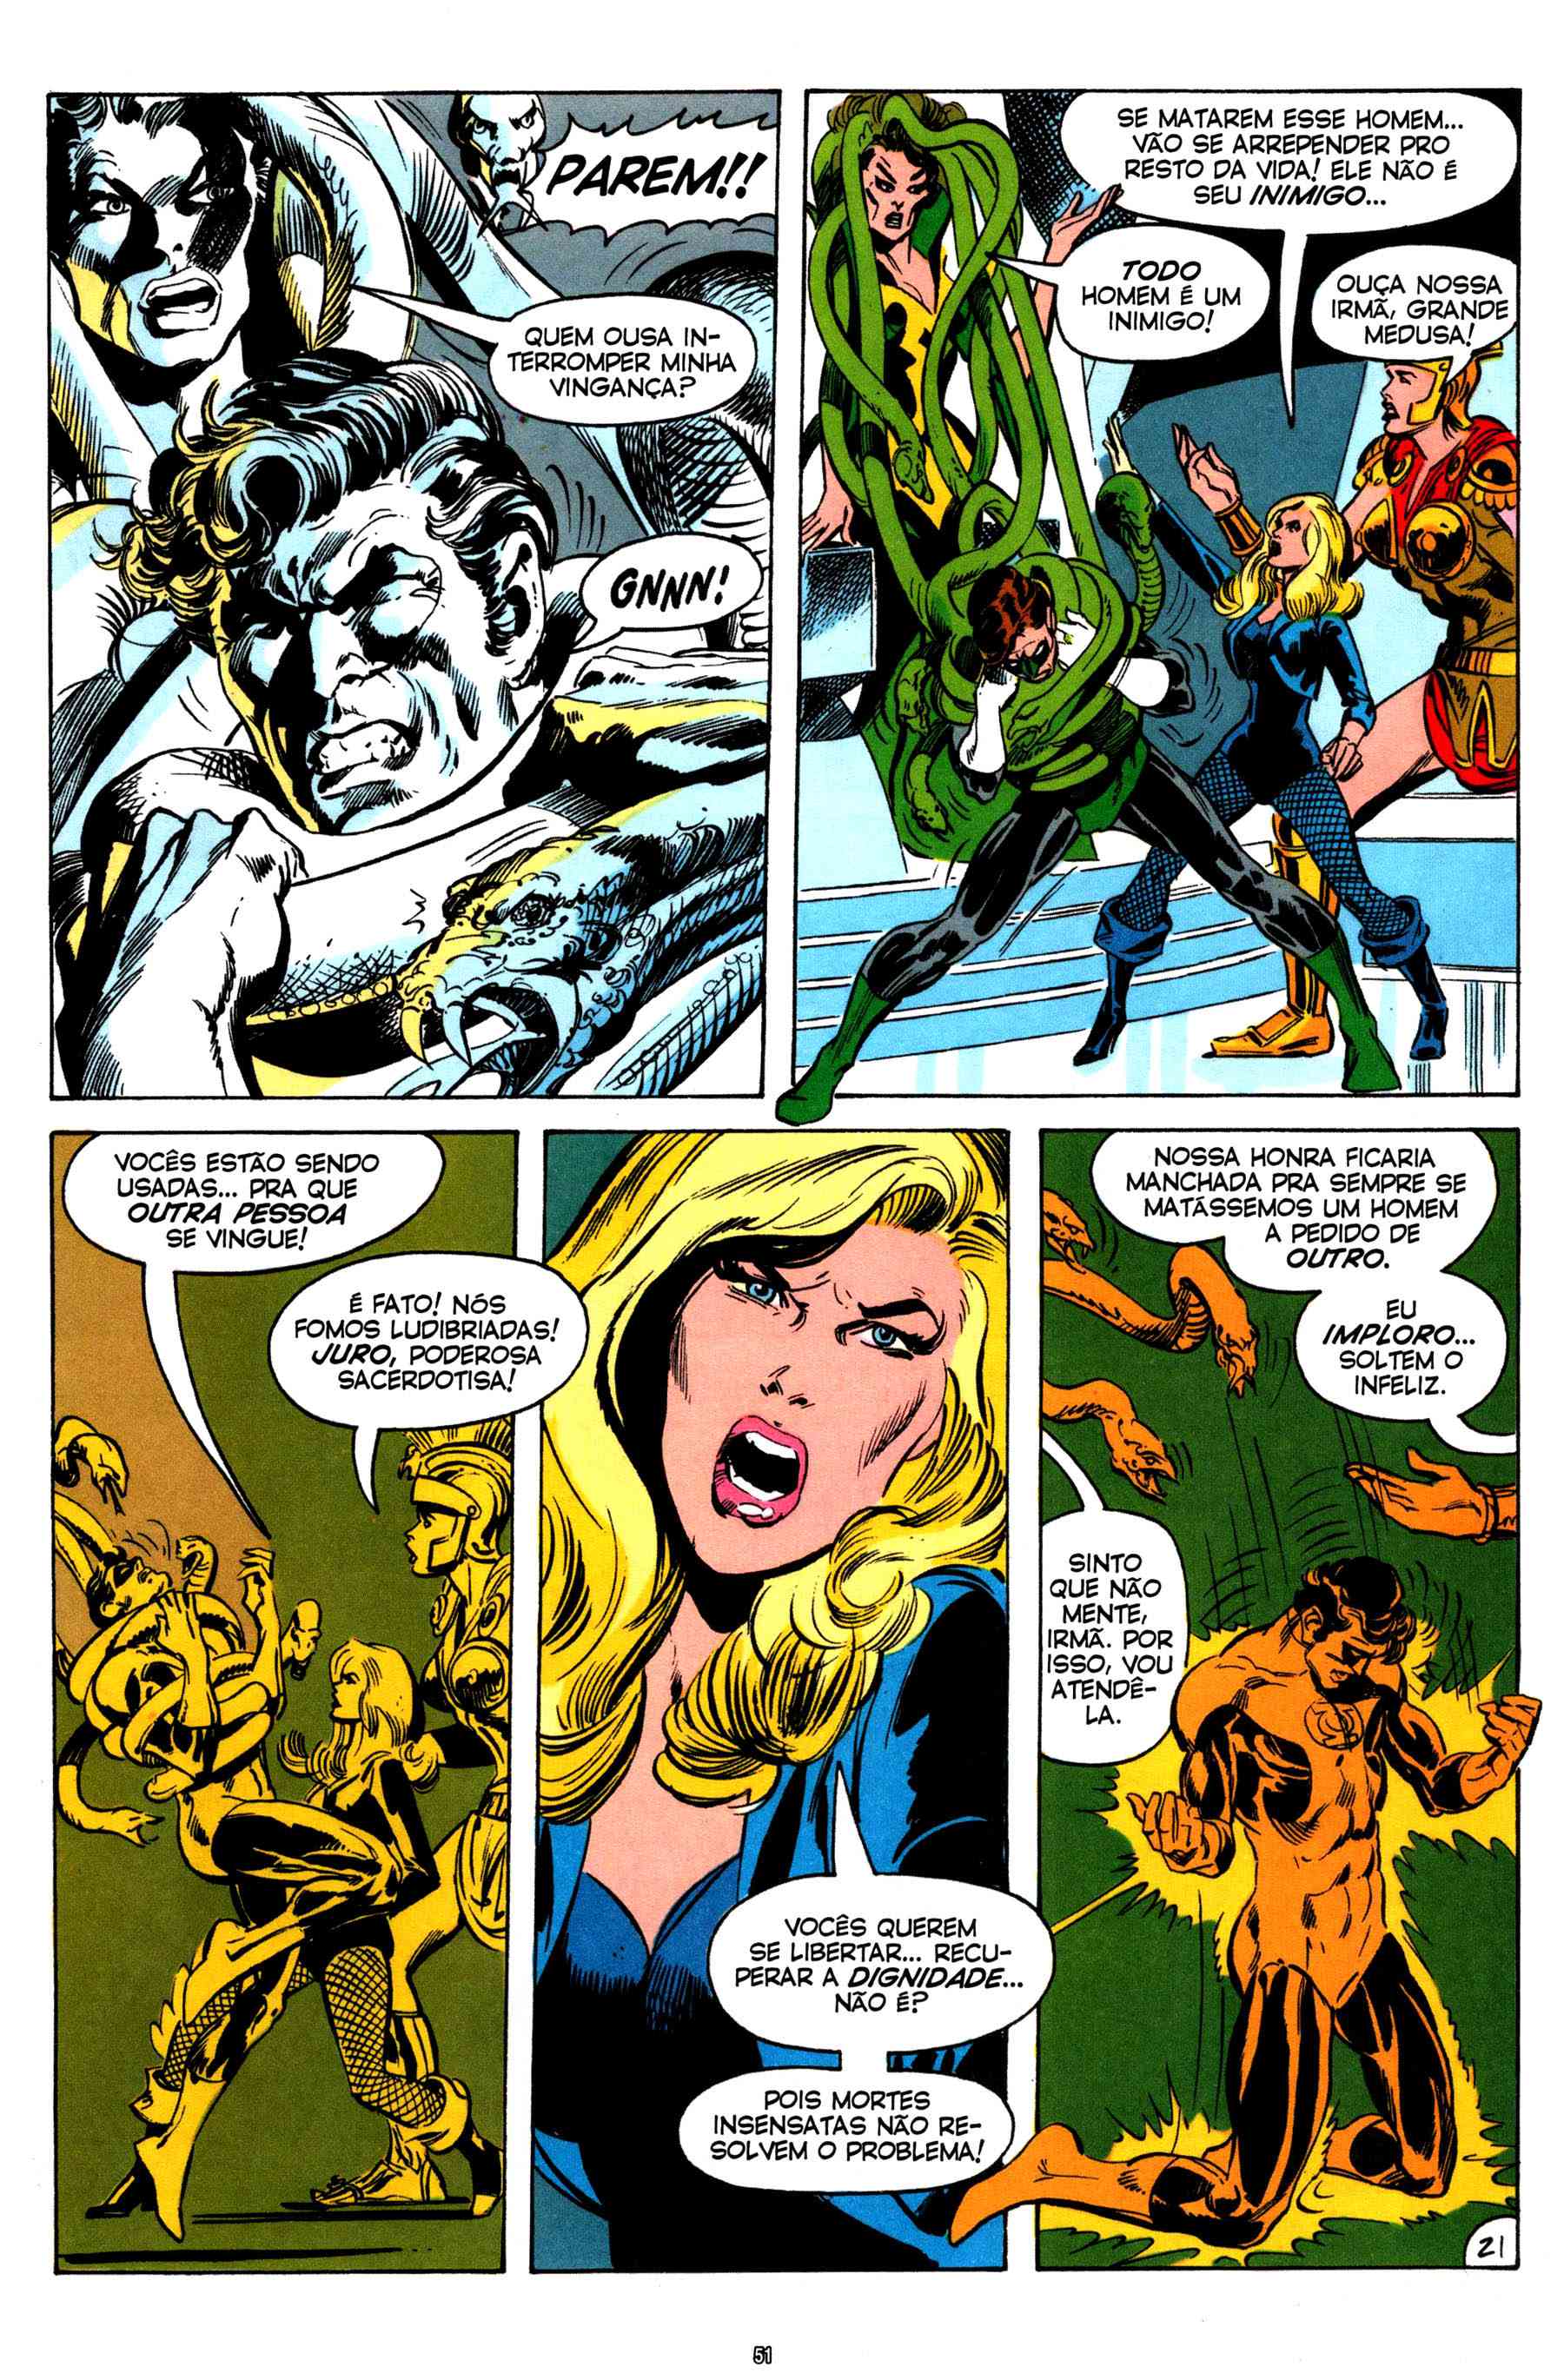 PAREM!!
QUEM OUSA IN-
TERROMPER MINHA
VINGANÇA?
GNNN!
SE MATAREM ESSE HOMEM...
VÃO SE ARREPENDER PRO
RESTO DA VIDA! ELE NÃO É
SEU INIMIGO...
TODO
HOMEM É UM
INIMIGO!
OUÇA NOSSA
IRMÃ, GRANDE
MEDUSA!
VOCÊS ESTÃO SENDO
USADAS... PRA QUE
OUTRA PESSOA
SE VINGUE!
É FATO! NÓS
FOMOS LUDIBRIADAS!
JURO, PODEROSA
SACERDOTISA!
VOCÊS QUEREM
SE LIBERTAR... RECU-
PERAR A DIGNIDADE...
NÃO É?
POIS MORTES
INSENSATAS NÃO RE-
SOLVEM O PROBLEMA!
NOSSA HONRA FICARIA
MANCHADA PRA SEMPRE SE
MATÁSSEMOS UM HOMEM
A PEDIDO DE
OUTRO.
EU
IMPLORO...
SOLTEM O
INFELIZ.
SINTO
QUE NÃO
MENTE,
IRMÃ. POR
ISSO, VOU
ATENDÊ-
LA.
21
51